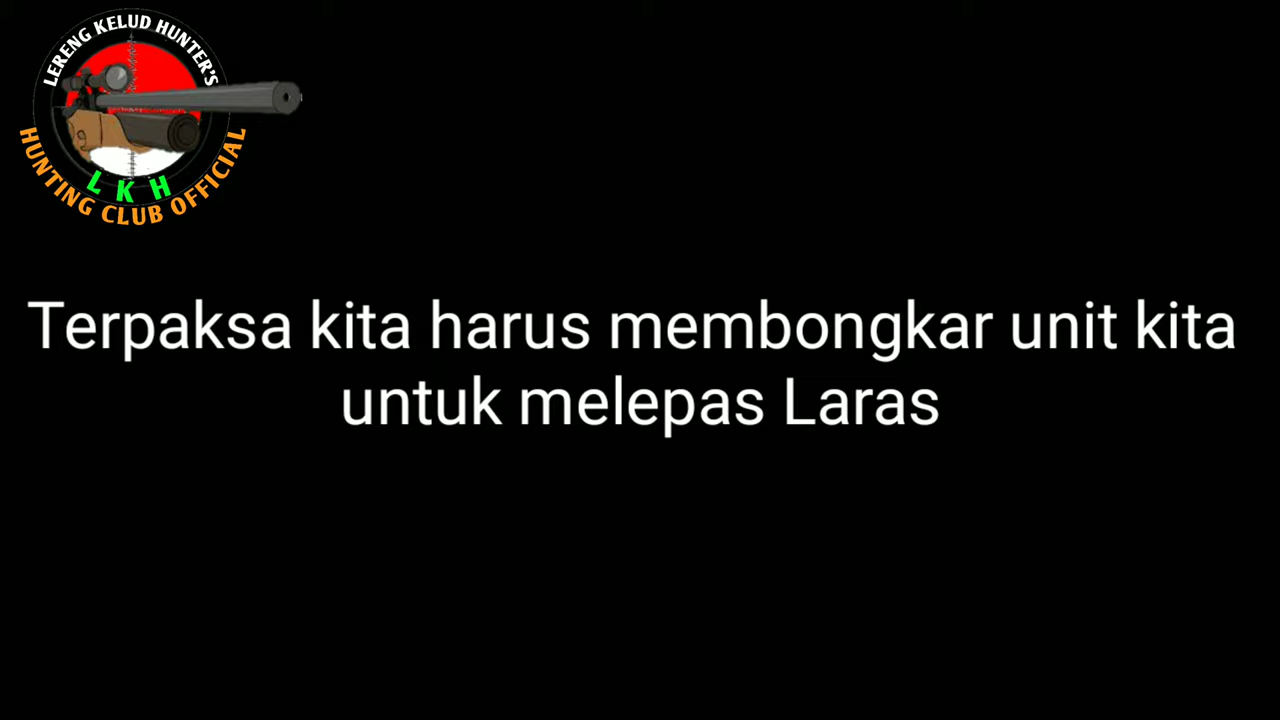 LERENG KELUD HUNTER'S
L K H
HUNTING CLUB OFFICIAL
Terpaksa kita harus membongkar unit kita
untuk melepas Laras